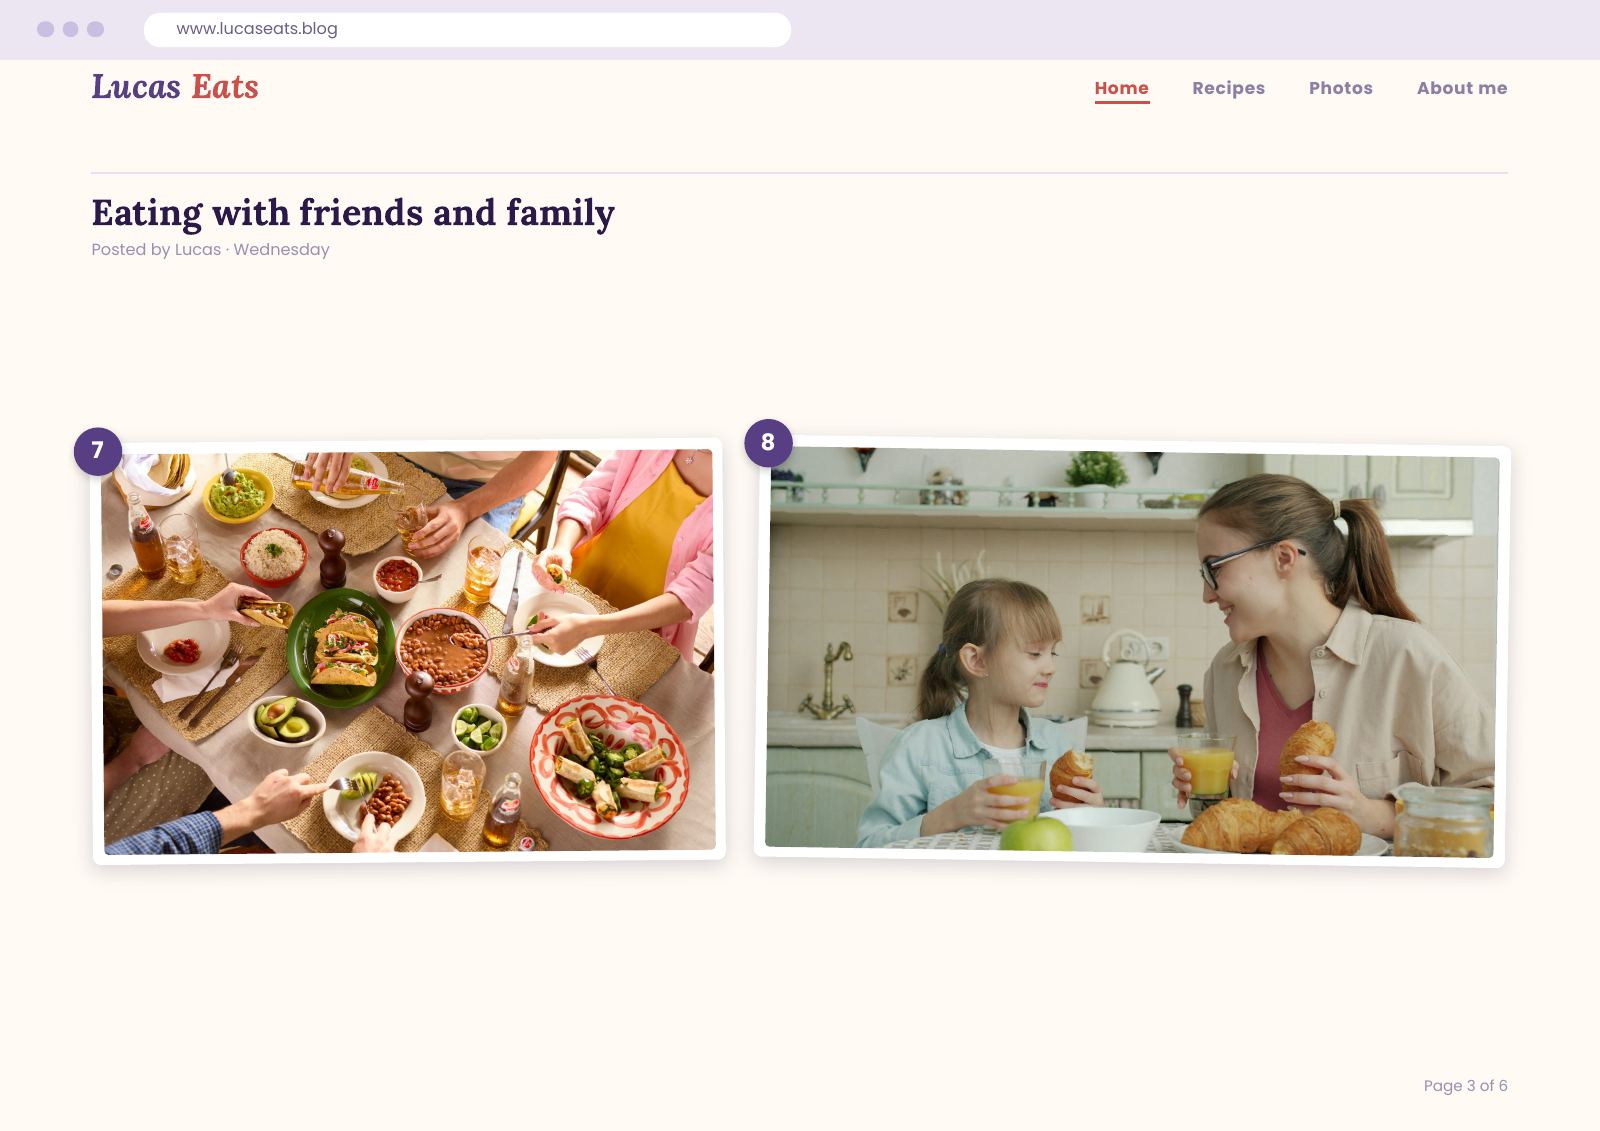 www.lucaseats.blog
Lucas Eats
Home Recipes Photos About me
Eating with friends and family
Posted by Lucas · Wednesday
7
8
Page 3 of 6